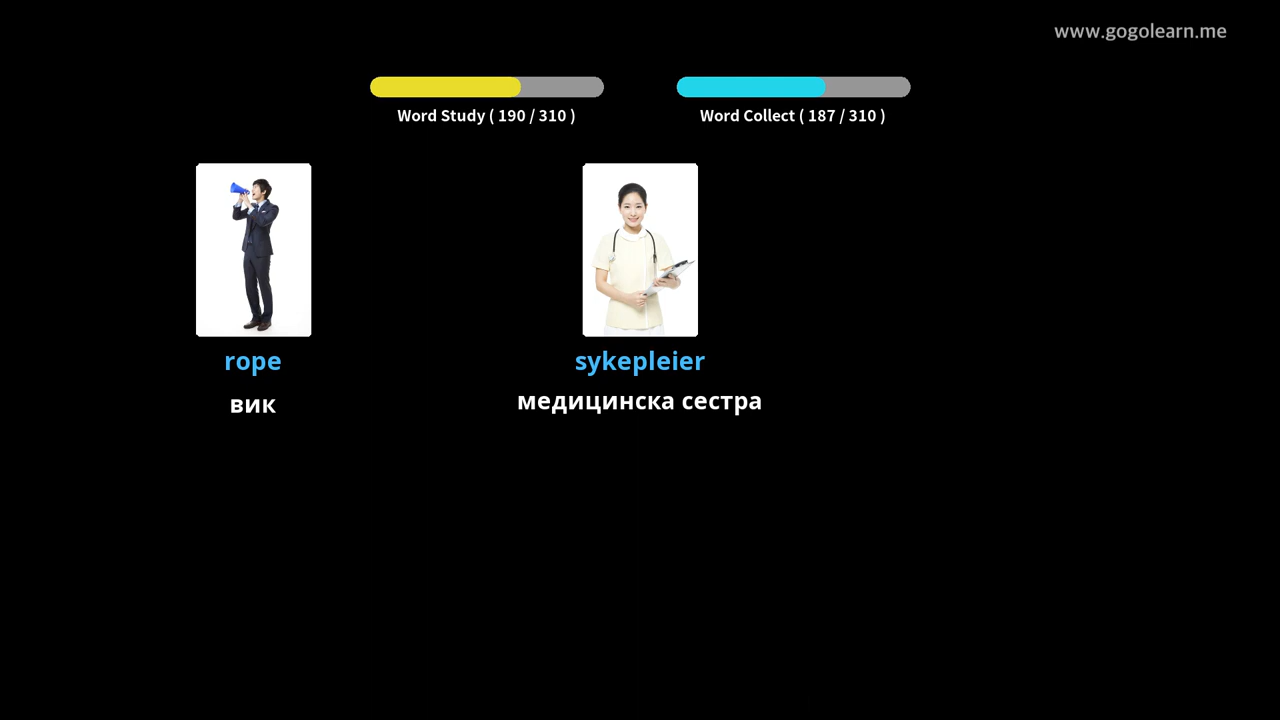 www.gogolearn.me
Word Study ( 190 / 310 )
Word Collect ( 187 / 310 )
rope
sykepleier
вик
медицинска сестра